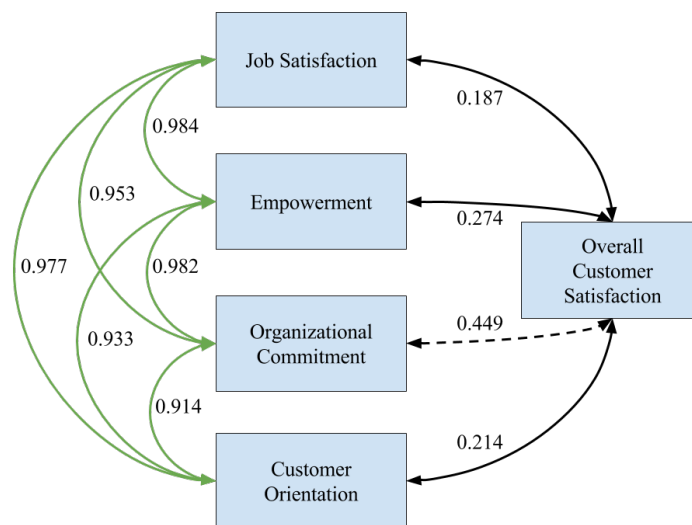 Job Satisfaction
0.187
0.984
0.953
Empowerment
0.274
Overall
Customer
Satisfaction
0.977
0.982
0.933
Organizational
Commitment
0.449
0.914
0.214
Customer
Orientation